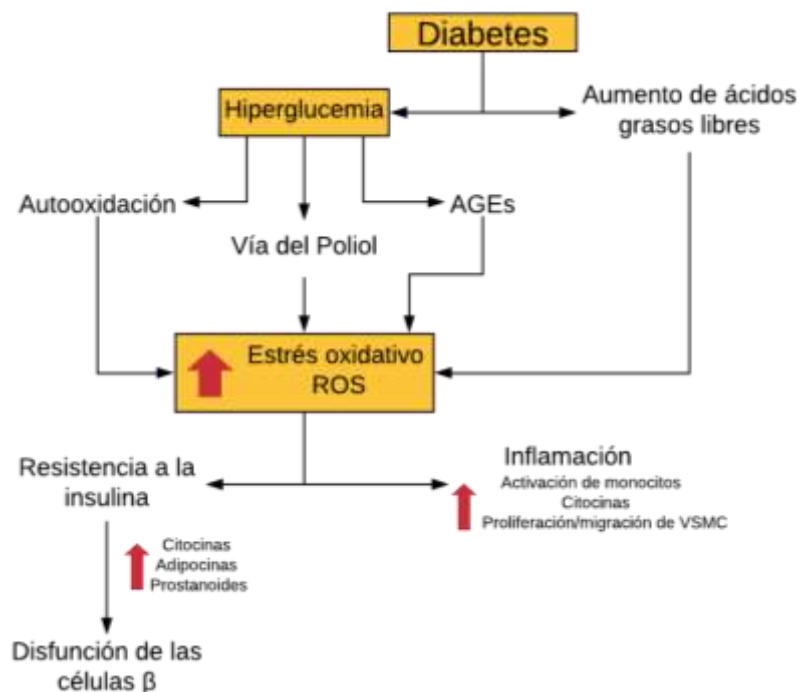 Diabetes
Hiperglucemia
Aumento de ácidos
grasos libres
Autooxidación
AGEs
Vía del Poliol
Estrés oxidativo
ROS
Resistencia a la
insulina
Inflamación
Activación de monocitos
Citocinas
Proliferación/migración de VSMC
Citocinas
Adipocinas
Prostanoides
Disfunción de las
células β